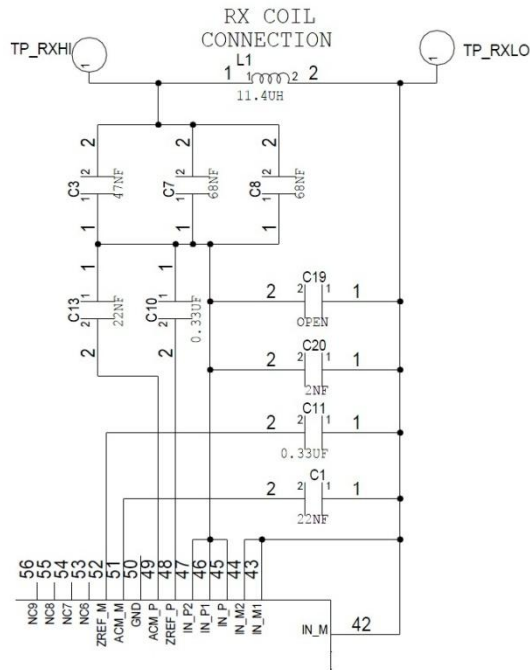 RX COIL
CONNECTION
TP_RXHI
1
TP_RXLO
1
L1
1 1 2 2
11.4UH
2 2 2
C3 1 2 47NF
C7 1 2 68NF
C8 1 2 68NF
1 1 1
1 1
C13 1 2 22NF
C10 1 2 0.33UF
2 2
C19
2 2 1 1
OPEN
C20
2 2 1 1
2NF
C11
2 2 1 1
0.33UF
C1
2 2 1 1
22NF
56 55 54 53 52 51 50 49 48 47 46 45 44 43
NC9 NC8 NC7 NC6 ZREF_M ACM_M GND ACM_P ZREF_P IN_P2 IN_P1 IN_P IN_M2 IN_M1
IN_M 42